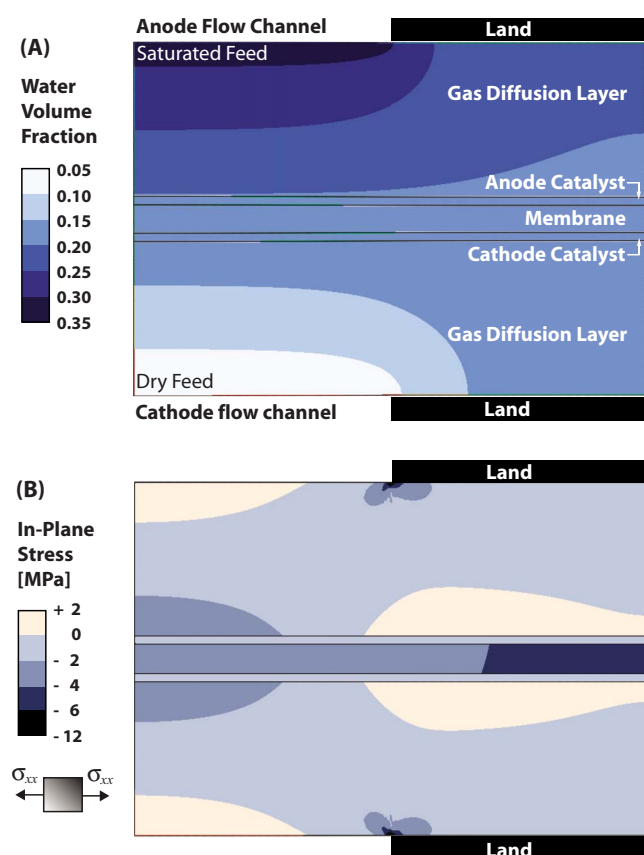 Anode Flow Channel
Land
(A)
Saturated Feed
Water
Volume
Fraction
Gas Diffusion Layer
0.05
0.10
0.15
0.20
0.25
0.30
0.35
Anode Catalyst
Membrane
Cathode Catalyst
Gas Diffusion Layer
Dry Feed
Cathode flow channel
Land
(B)
Land
In-Plane
Stress
[MPa]
+ 2
0
- 2
- 4
- 6
- 12
σxx σxx
Land